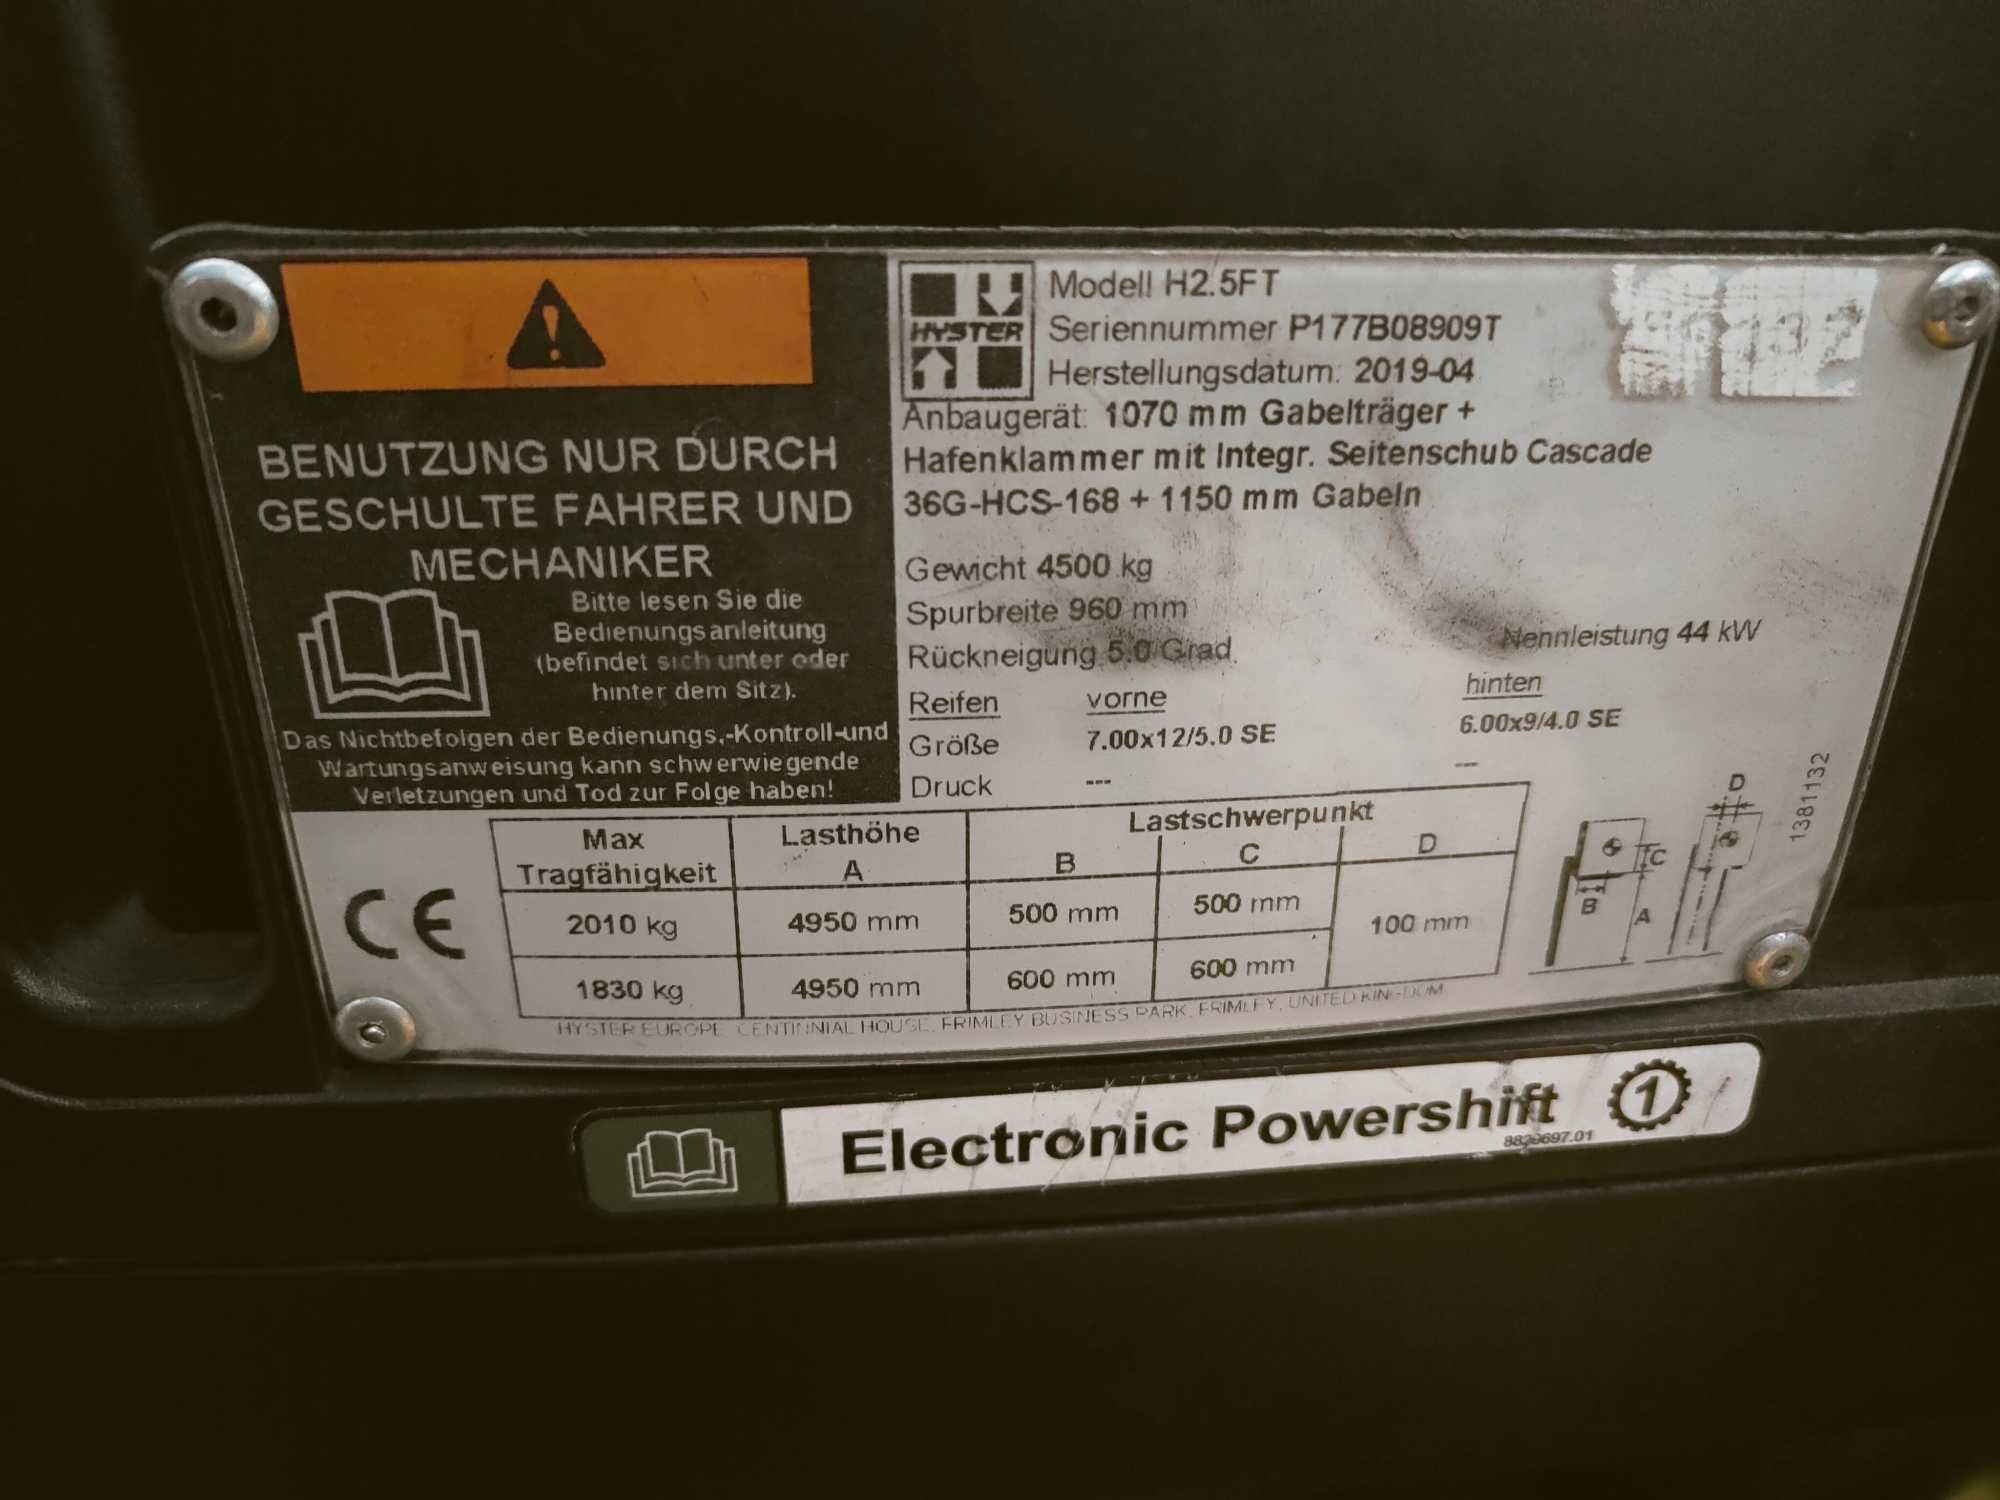 BENUTZUNG NUR DURCH
GESCHULTE FAHRER UND
MECHANIKER
Bitte lesen Sie die
Bedienungsanleitung
(befindet sich unter oder
hinter dem Sitz).
Das Nichtbefolgen der Bedienungs,-Kontroll-und
Wartungsanweisung kann schwerwiegende
Verletzungen und Tod zur Folge haben!
HYSTER
Modell H2.5FT
Seriennummer P177B08909T
Herstellungsdatum: 2019-04
Anbaugerät: 1070 mm Gabelträger +
Hafenklammer mit Integr. Seitenschub Cascade
36G-HCS-168 + 1150 mm Gabeln
Gewicht 4500 kg
Spurbreite 960 mm
Rückneigung 5.0 Grad
Nennleistung 44 kW
Reifen vorne hinten
Größe 7.00x12/5.0 SE 6.00x9/4.0 SE
Druck --- ---
CE
Max Tragfähigkeit Lasthöhe A Lastschwerpunkt
B C D
2010 kg 4950 mm 500 mm 500 mm 100 mm
1830 kg 4950 mm 600 mm 600 mm
B C A D
1381132
HYSTER EUROPE, CENTINNIAL HOUSE, FRIMLEY BUSINESS PARK, FRIMLEY, UNITED KINGDOM
Electronic Powershift 1